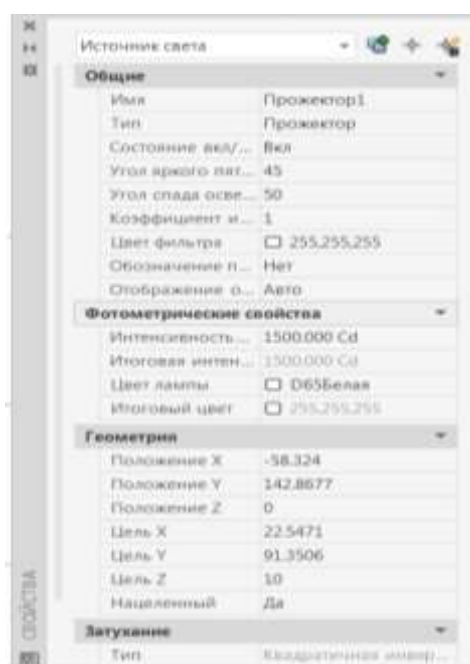 Источник света
Общие
Имя Прожектор1
Тип Прожектор
Состояние вкл/... Вкл
Угол яркого пят... 45
Угол спада осве... 50
Коэффициент и... 1
Цвет фильтра 255,255,255
Обозначение п... Нет
Отображение о... Авто
Фотометрические свойства
Интенсивность ... 1500.000 Cd
Итоговая интен... 1500.000 Cd
Цвет лампы D65Белая
Итоговый цвет 255,255,255
Геометрия
Положение X -58.324
Положение Y 142.8677
Положение Z 0
Цель X 22.5471
Цель Y 91.3506
Цель Z 10
Нацеленный Да
Затухание
Тип Квадратичная инвер...
СВОЙСТВА